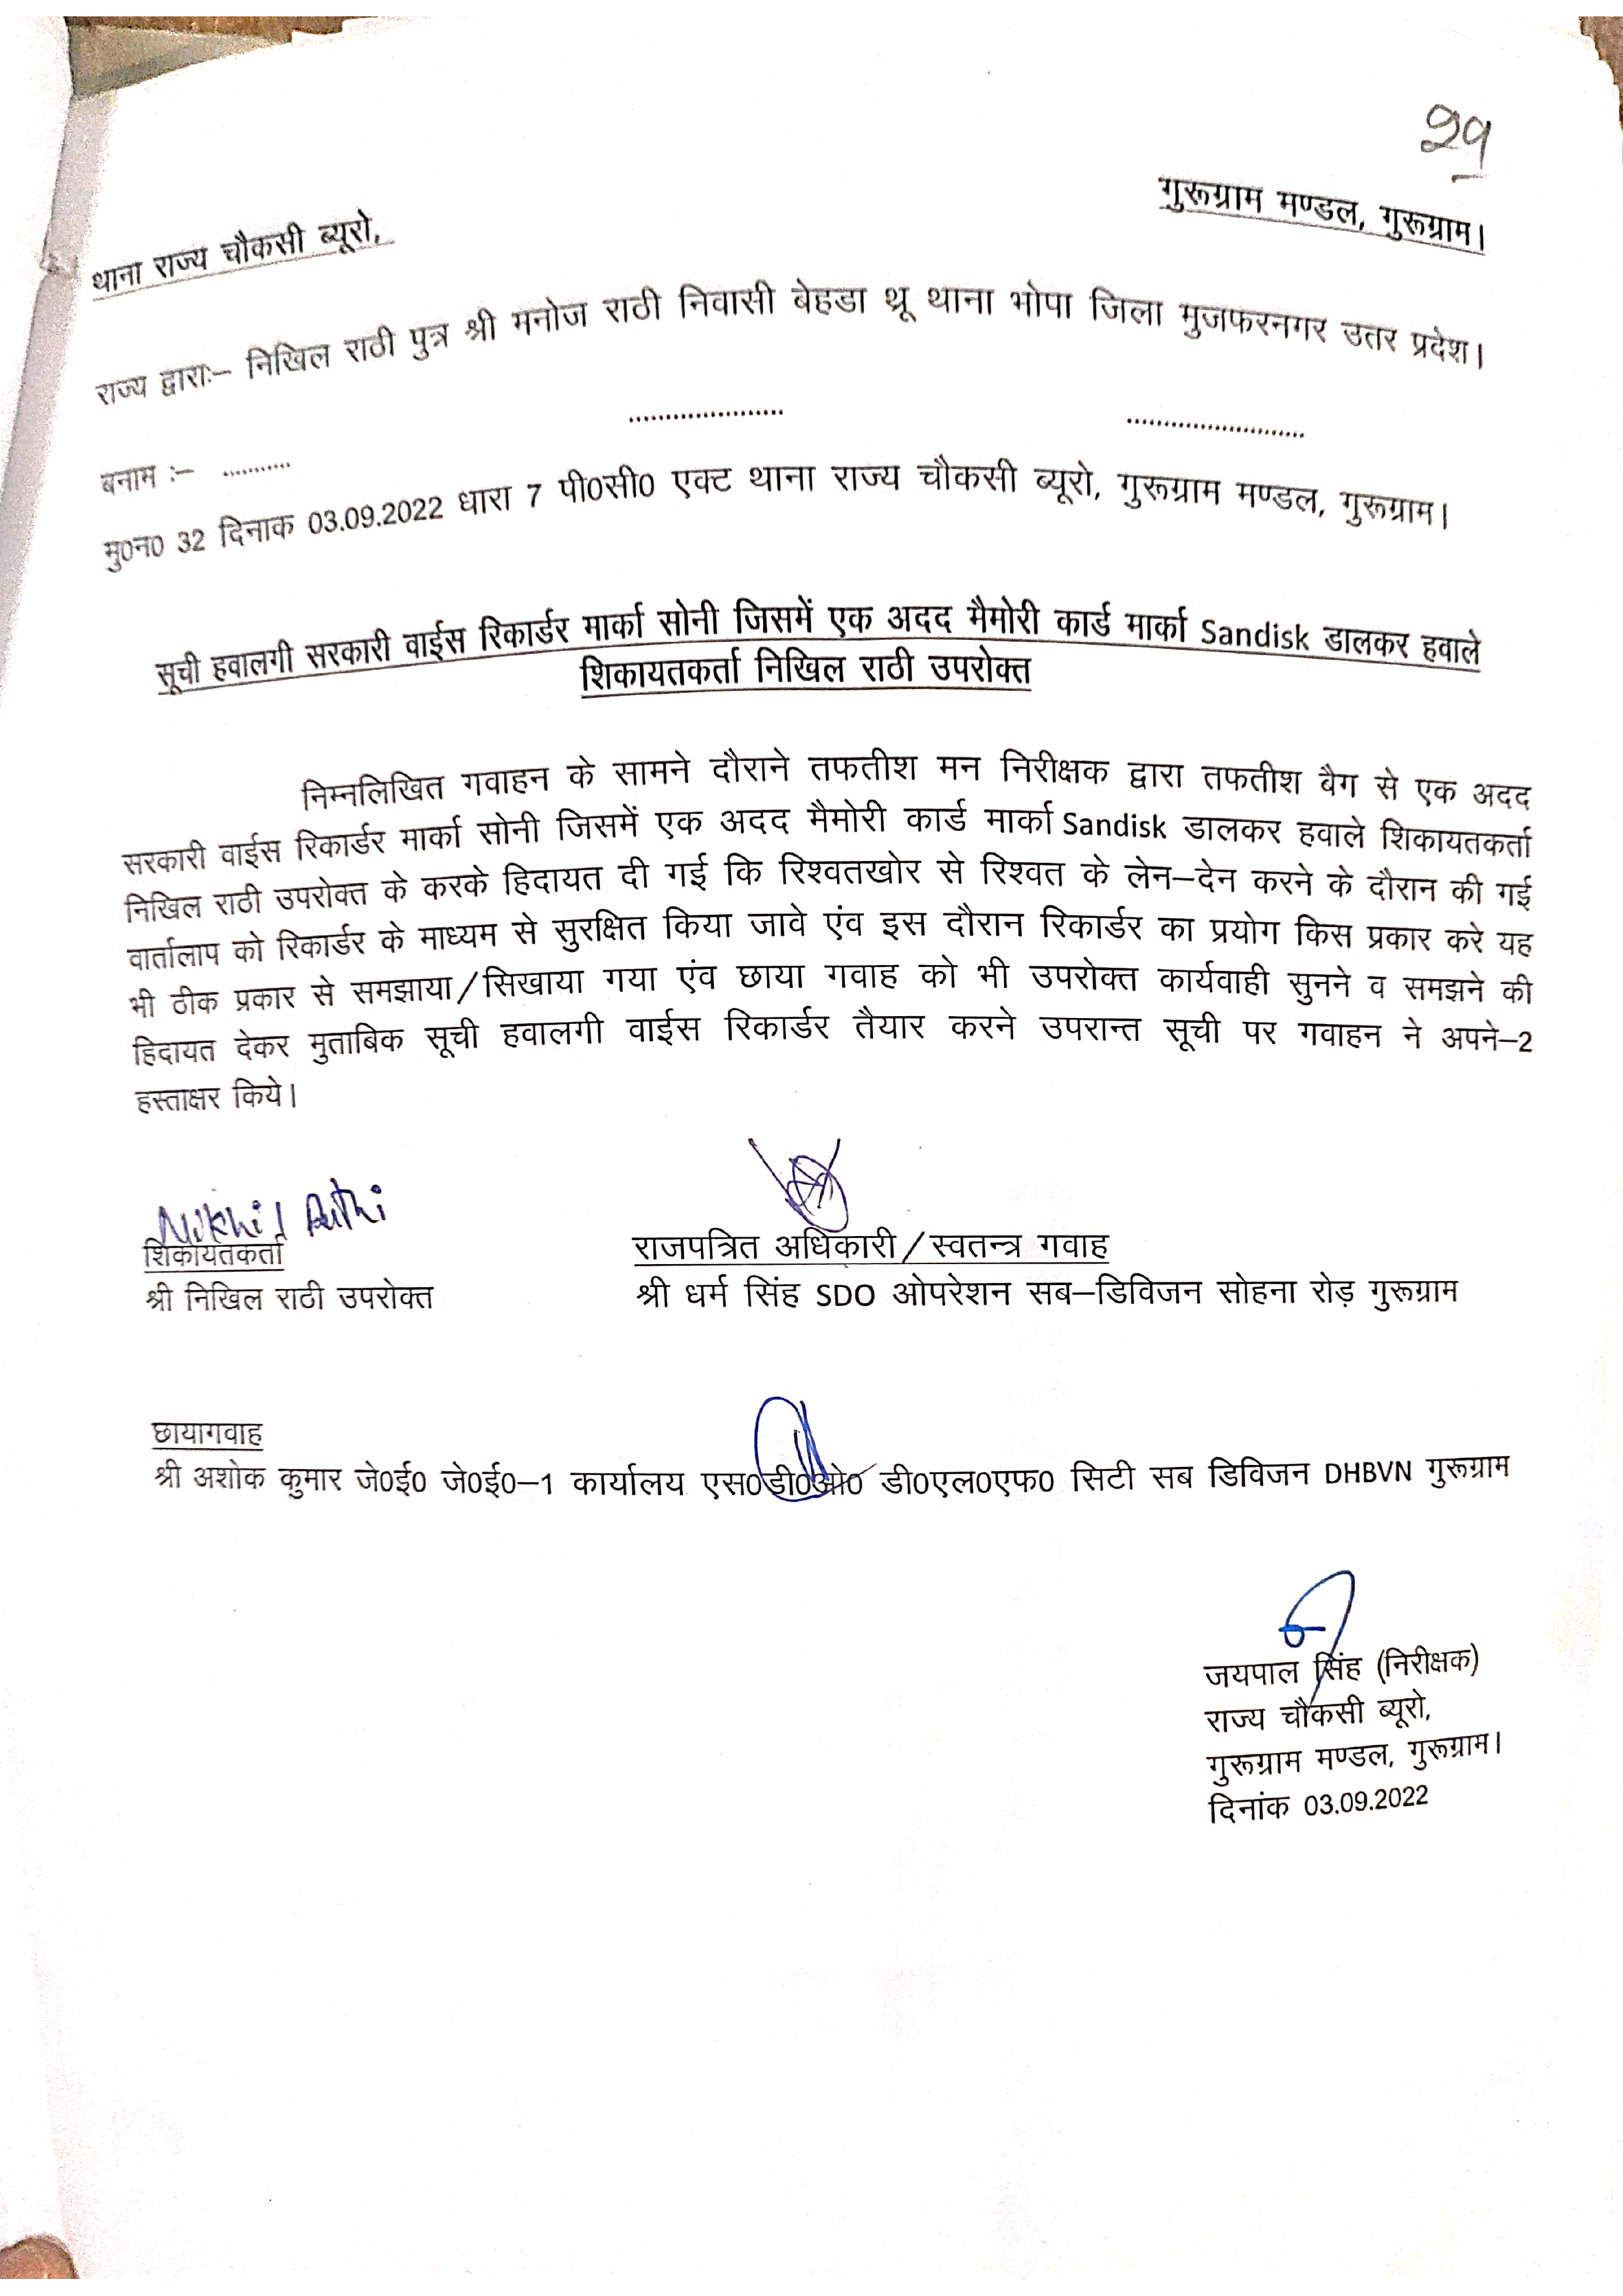 29
थाना राज्य चौकसी ब्यूरो, गुरूग्राम मण्डल, गुरूग्राम।
राज्य द्वाराः– निखिल राठी पुत्र श्री मनोज राठी निवासी बेहडा थ्रू थाना भोपा जिला मुजफरनगर उतर प्रदेश।
..................... ........................
बनाम :– ...........
मु0न0 32 दिनाक 03.09.2022 धारा 7 पी0सी0 एक्ट थाना राज्य चौकसी ब्यूरो, गुरूग्राम मण्डल, गुरूग्राम।
सूची हवालगी सरकारी वाईस रिकार्डर मार्का सोनी जिसमें एक अदद मैमोरी कार्ड मार्का Sandisk डालकर हवाले
शिकायतकर्ता निखिल राठी उपरोक्त
निम्नलिखित गवाहन के सामने दौराने तफतीश मन निरीक्षक द्वारा तफतीश बैग से एक अदद
सरकारी वाईस रिकार्डर मार्का सोनी जिसमें एक अदद मैमोरी कार्ड मार्का Sandisk डालकर हवाले शिकायतकर्ता
निखिल राठी उपरोक्त के करके हिदायत दी गई कि रिश्वतखोर से रिश्वत के लेन–देन करने के दौरान की गई
वार्तालाप को रिकार्डर के माध्यम से सुरक्षित किया जावे एंव इस दौरान रिकार्डर का प्रयोग किस प्रकार करे यह
भी ठीक प्रकार से समझाया/सिखाया गया एंव छाया गवाह को भी उपरोक्त कार्यवाही सुनने व समझने की
हिदायत देकर मुताबिक सूची हवालगी वाईस रिकार्डर तैयार करने उपरान्त सूची पर गवाहन ने अपने–2
हस्ताक्षर किये।
Nikhil Rathi
शिकायतकर्ता राजपत्रित अधिकारी/स्वतन्त्र गवाह
श्री निखिल राठी उपरोक्त श्री धर्म सिंह SDO ओपरेशन सब–डिविजन सोहना रोड़ गुरूग्राम
छायागवाह
श्री अशोक कुमार जे0ई0 जे0ई0–1 कार्यालय एस0डी0ओ0 डी0एल0एफ0 सिटी सब डिविजन DHBVN गुरूग्राम
जयपाल सिंह (निरीक्षक)
राज्य चौकसी ब्यूरो,
गुरूग्राम मण्डल, गुरूग्राम।
दिनांक 03.09.2022